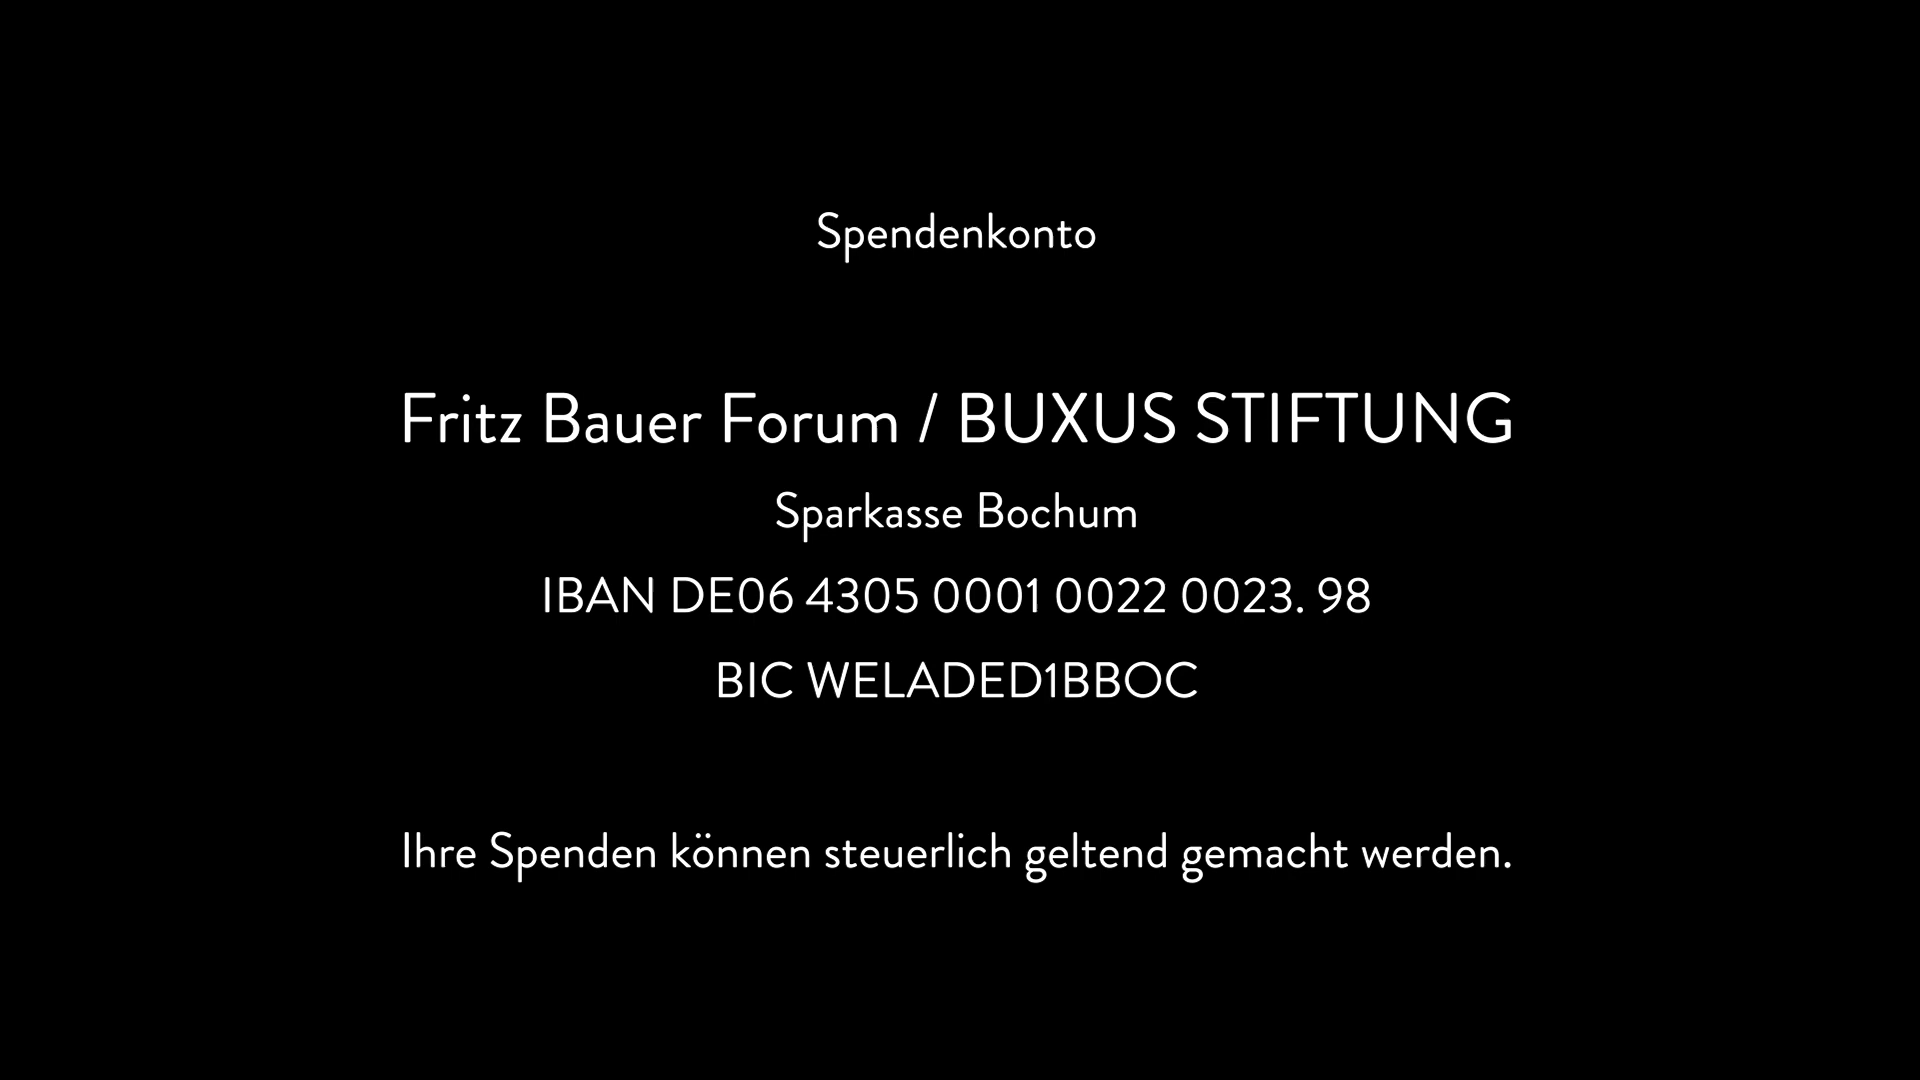 Spendenkonto
Fritz Bauer Forum / BUXUS STIFTUNG
Sparkasse Bochum
IBAN DE06 4305 0001 0022 0023. 98
BIC WELADED1BBOC
Ihre Spenden können steuerlich geltend gemacht werden.